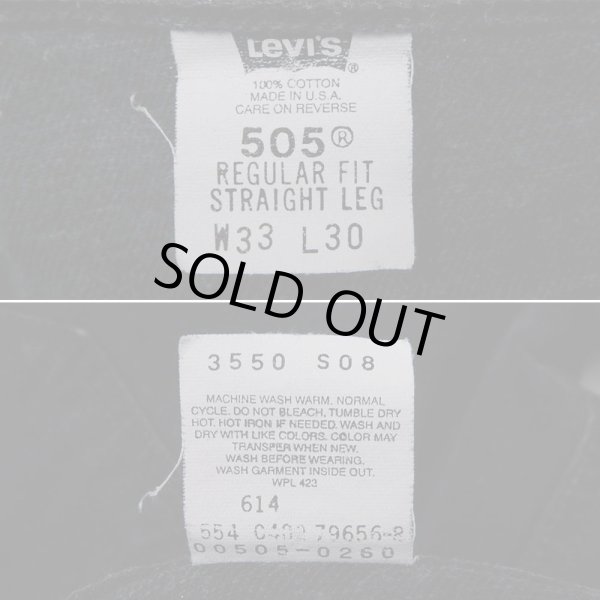 Levi's ®
100% COTTON
MADE IN U.S.A.
CARE ON REVERSE
505®
REGULAR FIT
STRAIGHT LEG
W33 L30
SOLD OUT
3550 S08
MACHINE WASH WARM. NORMAL
CYCLE. DO NOT BLEACH, TUMBLE DRY
HOT. HOT IRON IF NEEDED. WASH AND
DRY WITH LIKE COLORS. COLOR MAY
TRANSFER WHEN NEW.
WASH BEFORE WEARING.
WASH GARMENT INSIDE OUT.
WPL 423
614
554 79656-2
00505-0260